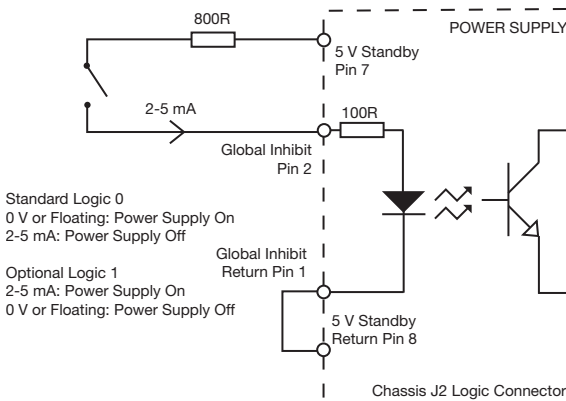 800R
POWER SUPPLY
5 V Standby
Pin 7
2-5 mA
100R
Global Inhibit
Pin 2
Standard Logic 0
0 V or Floating: Power Supply On
2-5 mA: Power Supply Off
Global Inhibit
Return Pin 1
Optional Logic 1
2-5 mA: Power Supply On
0 V or Floating: Power Supply Off
5 V Standby
Return Pin 8
Chassis J2 Logic Connector